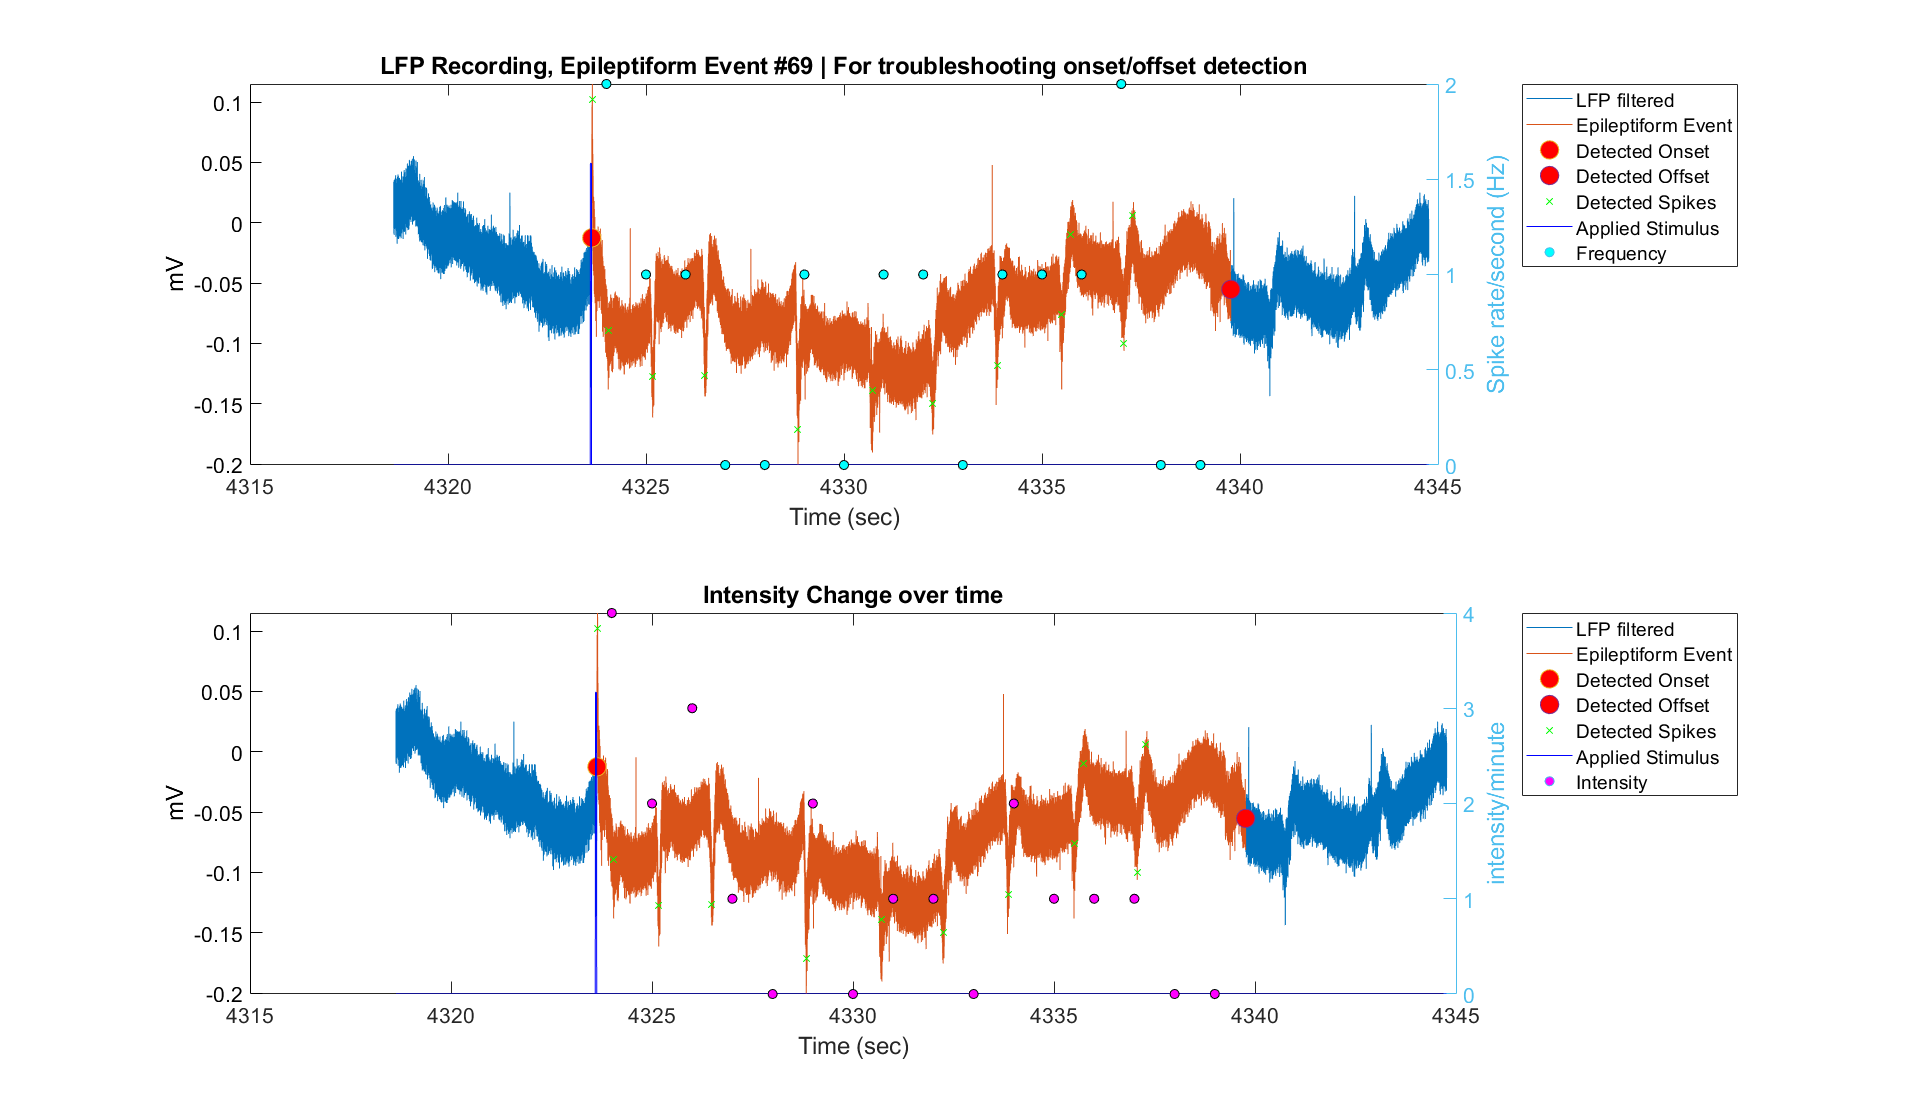 LFP Recording, Epileptiform Event #69 | For troubleshooting onset/offset detection
0.1
0.05
0
-0.05
-0.1
-0.15
-0.2
mV
4315
4320
4325
4330
4335
4340
4345
Time (sec)
2
1.5
1
0.5
0
Spike rate/second (Hz)
LFP filtered
Epileptiform Event
Detected Onset
Detected Offset
Detected Spikes
Applied Stimulus
Frequency
Intensity Change over time
0.1
0.05
0
-0.05
-0.1
-0.15
-0.2
mV
4315
4320
4325
4330
4335
4340
4345
Time (sec)
4
3
2
1
0
intensity/minute
LFP filtered
Epileptiform Event
Detected Onset
Detected Offset
Detected Spikes
Applied Stimulus
Intensity